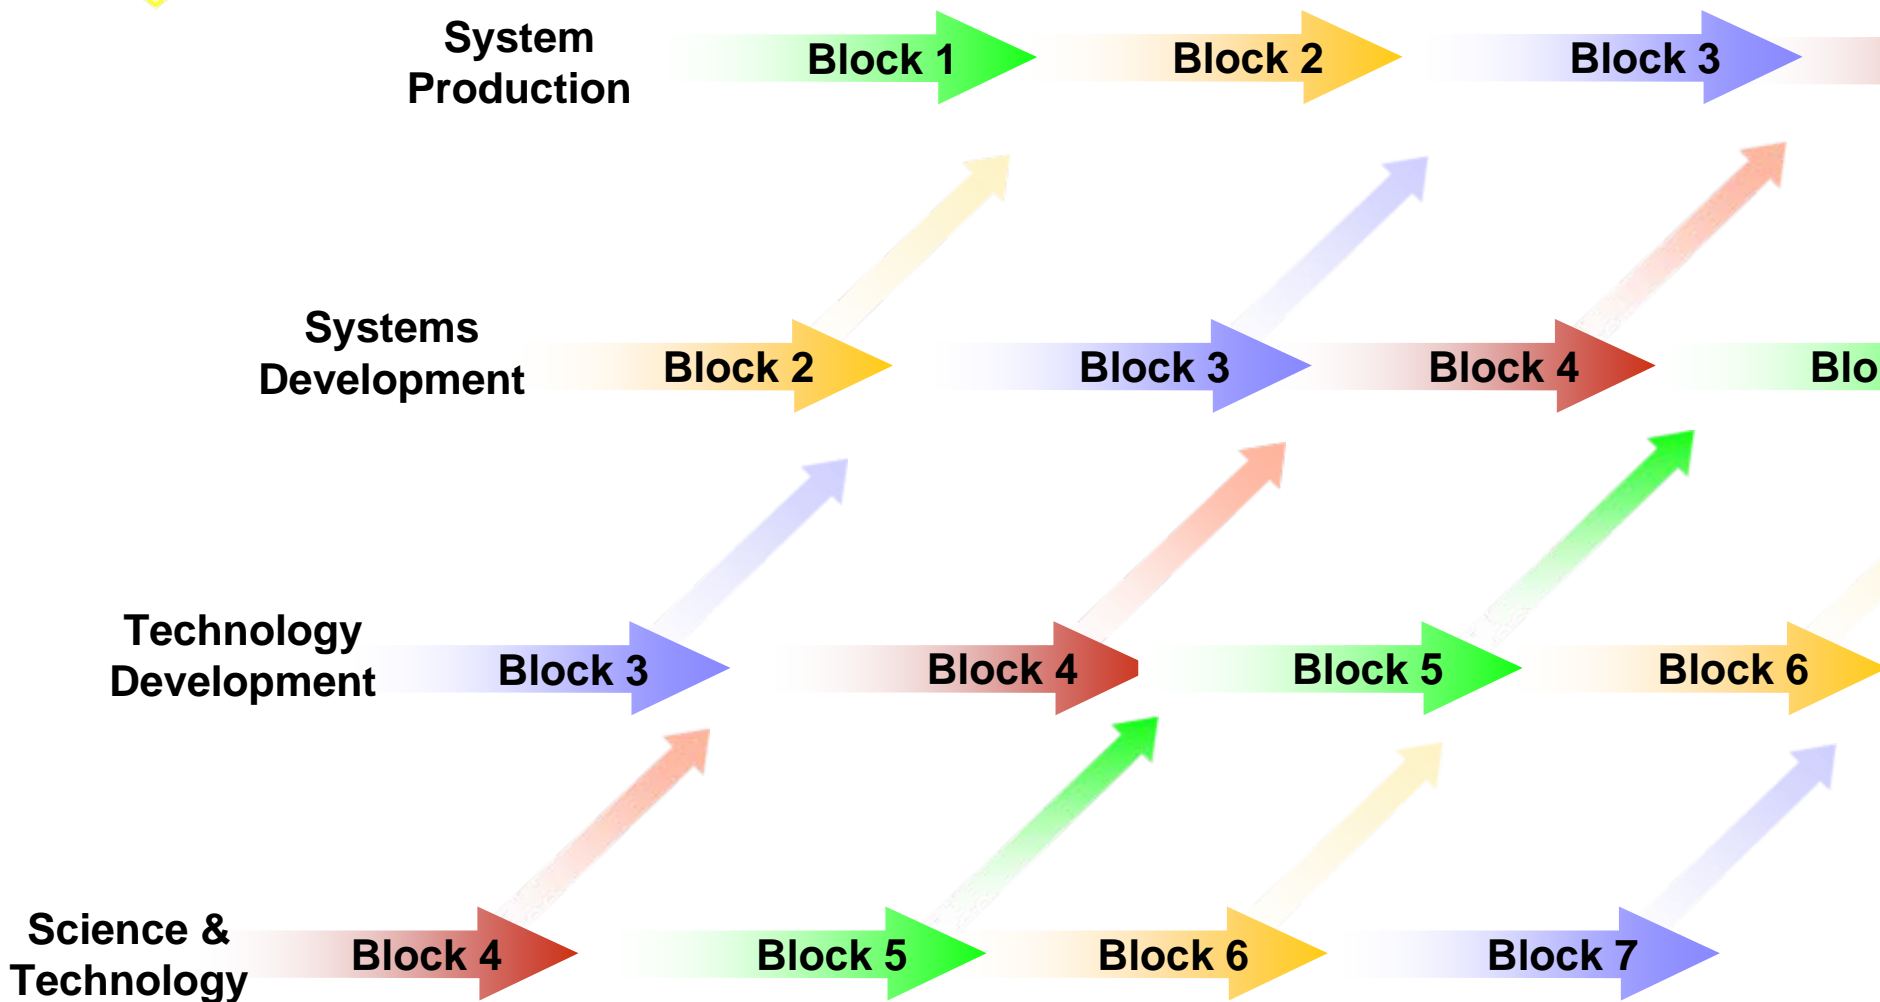 System
Production
Block 1
Block 2
Block 3
Systems
Development
Block 2
Block 3
Block 4
Blo
Technology
Development
Block 3
Block 4
Block 5
Block 6
Science &
Technology
Block 4
Block 5
Block 6
Block 7